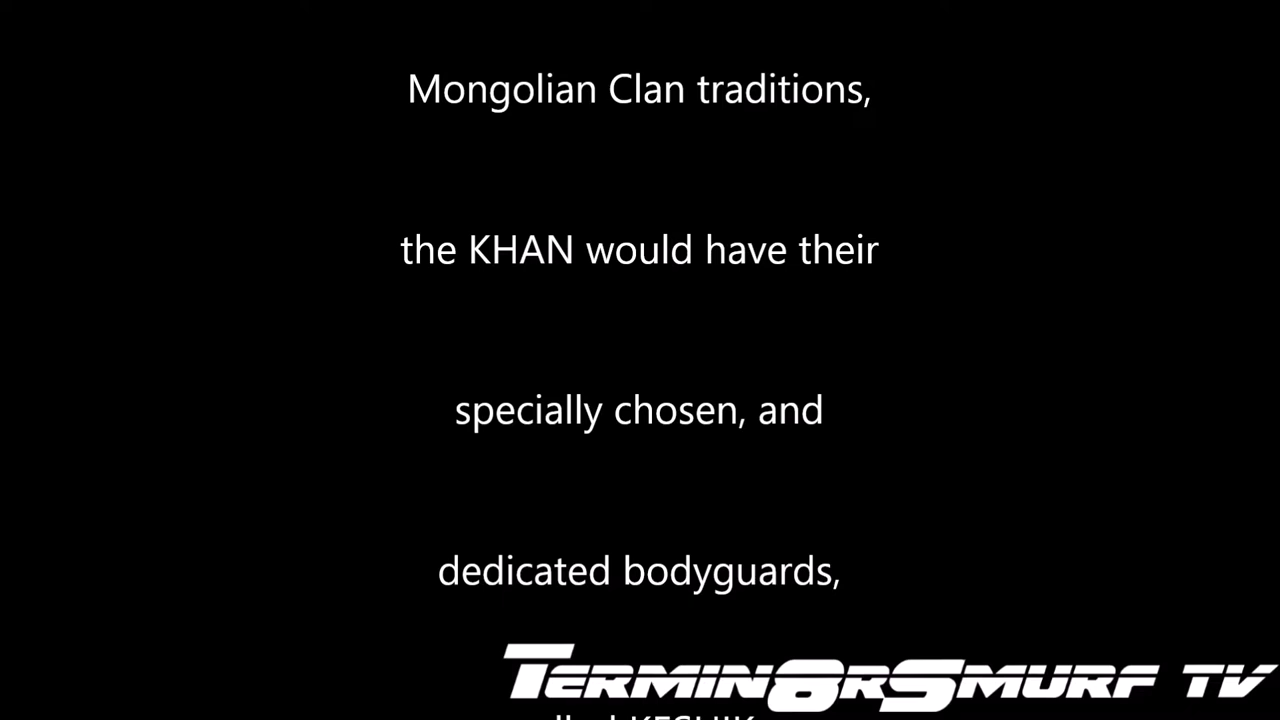 Mongolian Clan traditions,
the KHAN would have their
specially chosen, and
dedicated bodyguards,
TERMIN8RSMURF TV